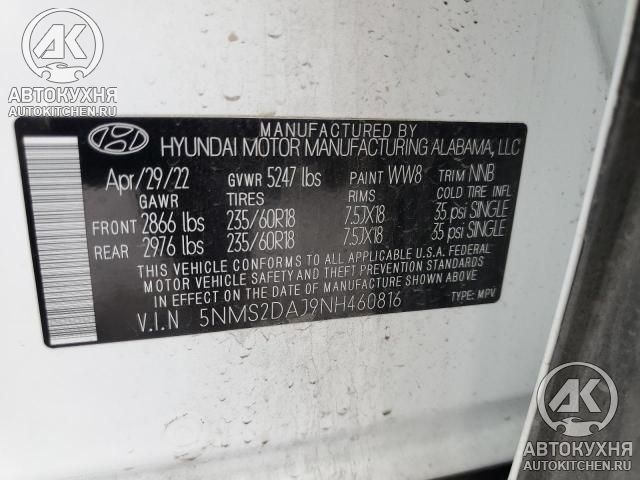 AK
АВТОКУХНЯ
AUTOKITCHEN.RU
MANUFACTURED BY
HYUNDAI MOTOR MANUFACTURING ALABAMA, LLC
Apr/29/22 GVWR 5247 lbs PAINT WW8 TRIM NNB
GAWR TIRES RIMS COLD TIRE INFL
FRONT 2866 lbs 235/60R18 7.5JX18 35 psi SINGLE
REAR 2976 lbs 235/60R18 7.5JX18 35 psi SINGLE
THIS VEHICLE CONFORMS TO ALL APPLICABLE U.S.A. FEDERAL
MOTOR VEHICLE SAFETY AND THEFT PREVENTION STANDARDS
IN EFFECT ON THE DATE OF MANUFACTURE SHOWN ABOVE.
V.I.N 5NMS2DAJ9NH460816 TYPE: MPV
AK
АВТОКУХНЯ
AUTOKITCHEN.RU